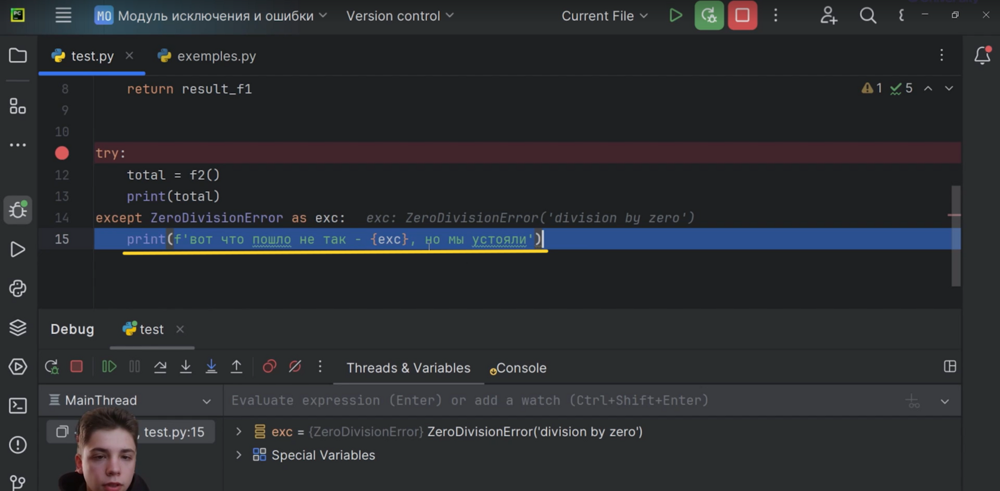 PC
MO Модуль исключения и ошибки Version control Current File
test.py exemples.py
8 return result_f1
1 5
9
10
try:
12 total = f2()
13 print(total)
14 except ZeroDivisionError as exc: exc: ZeroDivisionError('division by zero')
15 print(f'вот что пошло не так - {exc}, но мы устояли')
Debug test
Threads & Variables Console
MainThread Evaluate expression (Enter) or add a watch (Ctrl+Shift+Enter)
, test.py:15 exc = {ZeroDivisionError} ZeroDivisionError('division by zero')
Special Variables